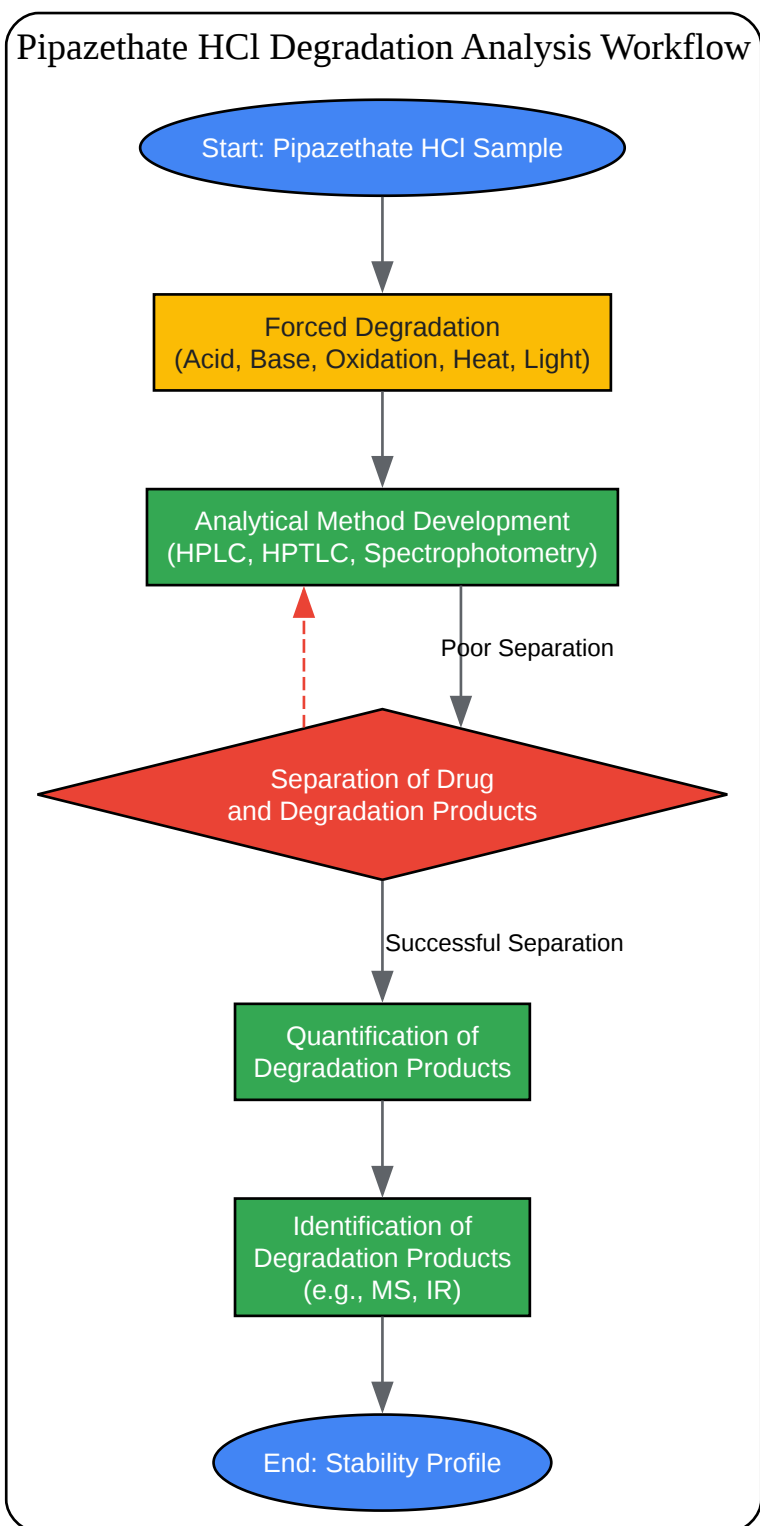 Pipazethate HCl Degradation Analysis Workflow
Start: Pipazethate HCl Sample
Forced Degradation
(Acid, Base, Oxidation, Heat, Light)
Analytical Method Development
(HPLC, HPTLC, Spectrophotometry)
Poor Separation
Separation of Drug
and Degradation Products
Successful Separation
Quantification of
Degradation Products
Identification of
Degradation Products
(e.g., MS, IR)
End: Stability Profile